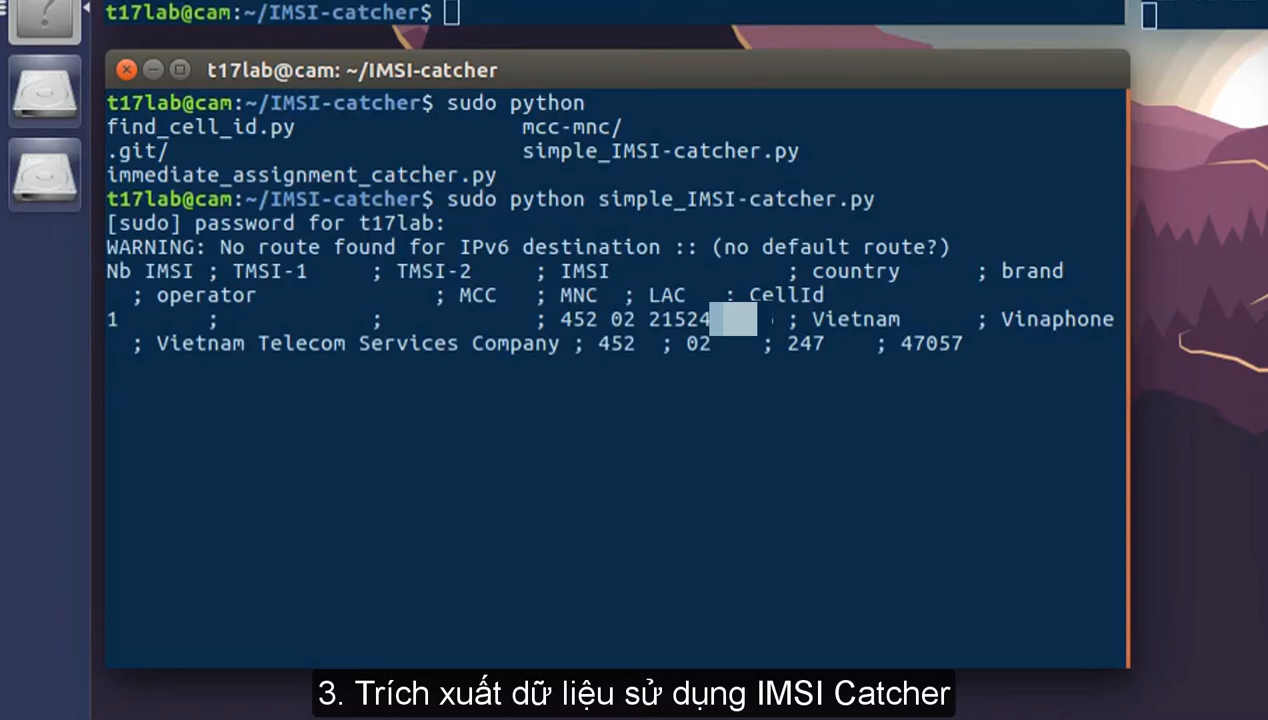 t17lab@cam:~/IMSI-catcher$
t17lab@cam: ~/IMSI-catcher
t17lab@cam:~/IMSI-catcher$ sudo python
find_cell_id.py mcc-mnc/
.git/ simple_IMSI-catcher.py
immediate_assignment_catcher.py
t17lab@cam:~/IMSI-catcher$ sudo python simple_IMSI-catcher.py
[sudo] password for t17lab:
WARNING: No route found for IPv6 destination :: (no default route?)
Nb IMSI ; TMSI-1 ; TMSI-2 ; IMSI ; country ; brand
; operator ; MCC ; MNC ; LAC ; CellId
1 ; ; ; 452 02 21524 ; Vietnam ; Vinaphone
; Vietnam Telecom Services Company ; 452 ; 02 ; 247 ; 47057
3. Trích xuất dữ liệu sử dụng IMSI Catcher